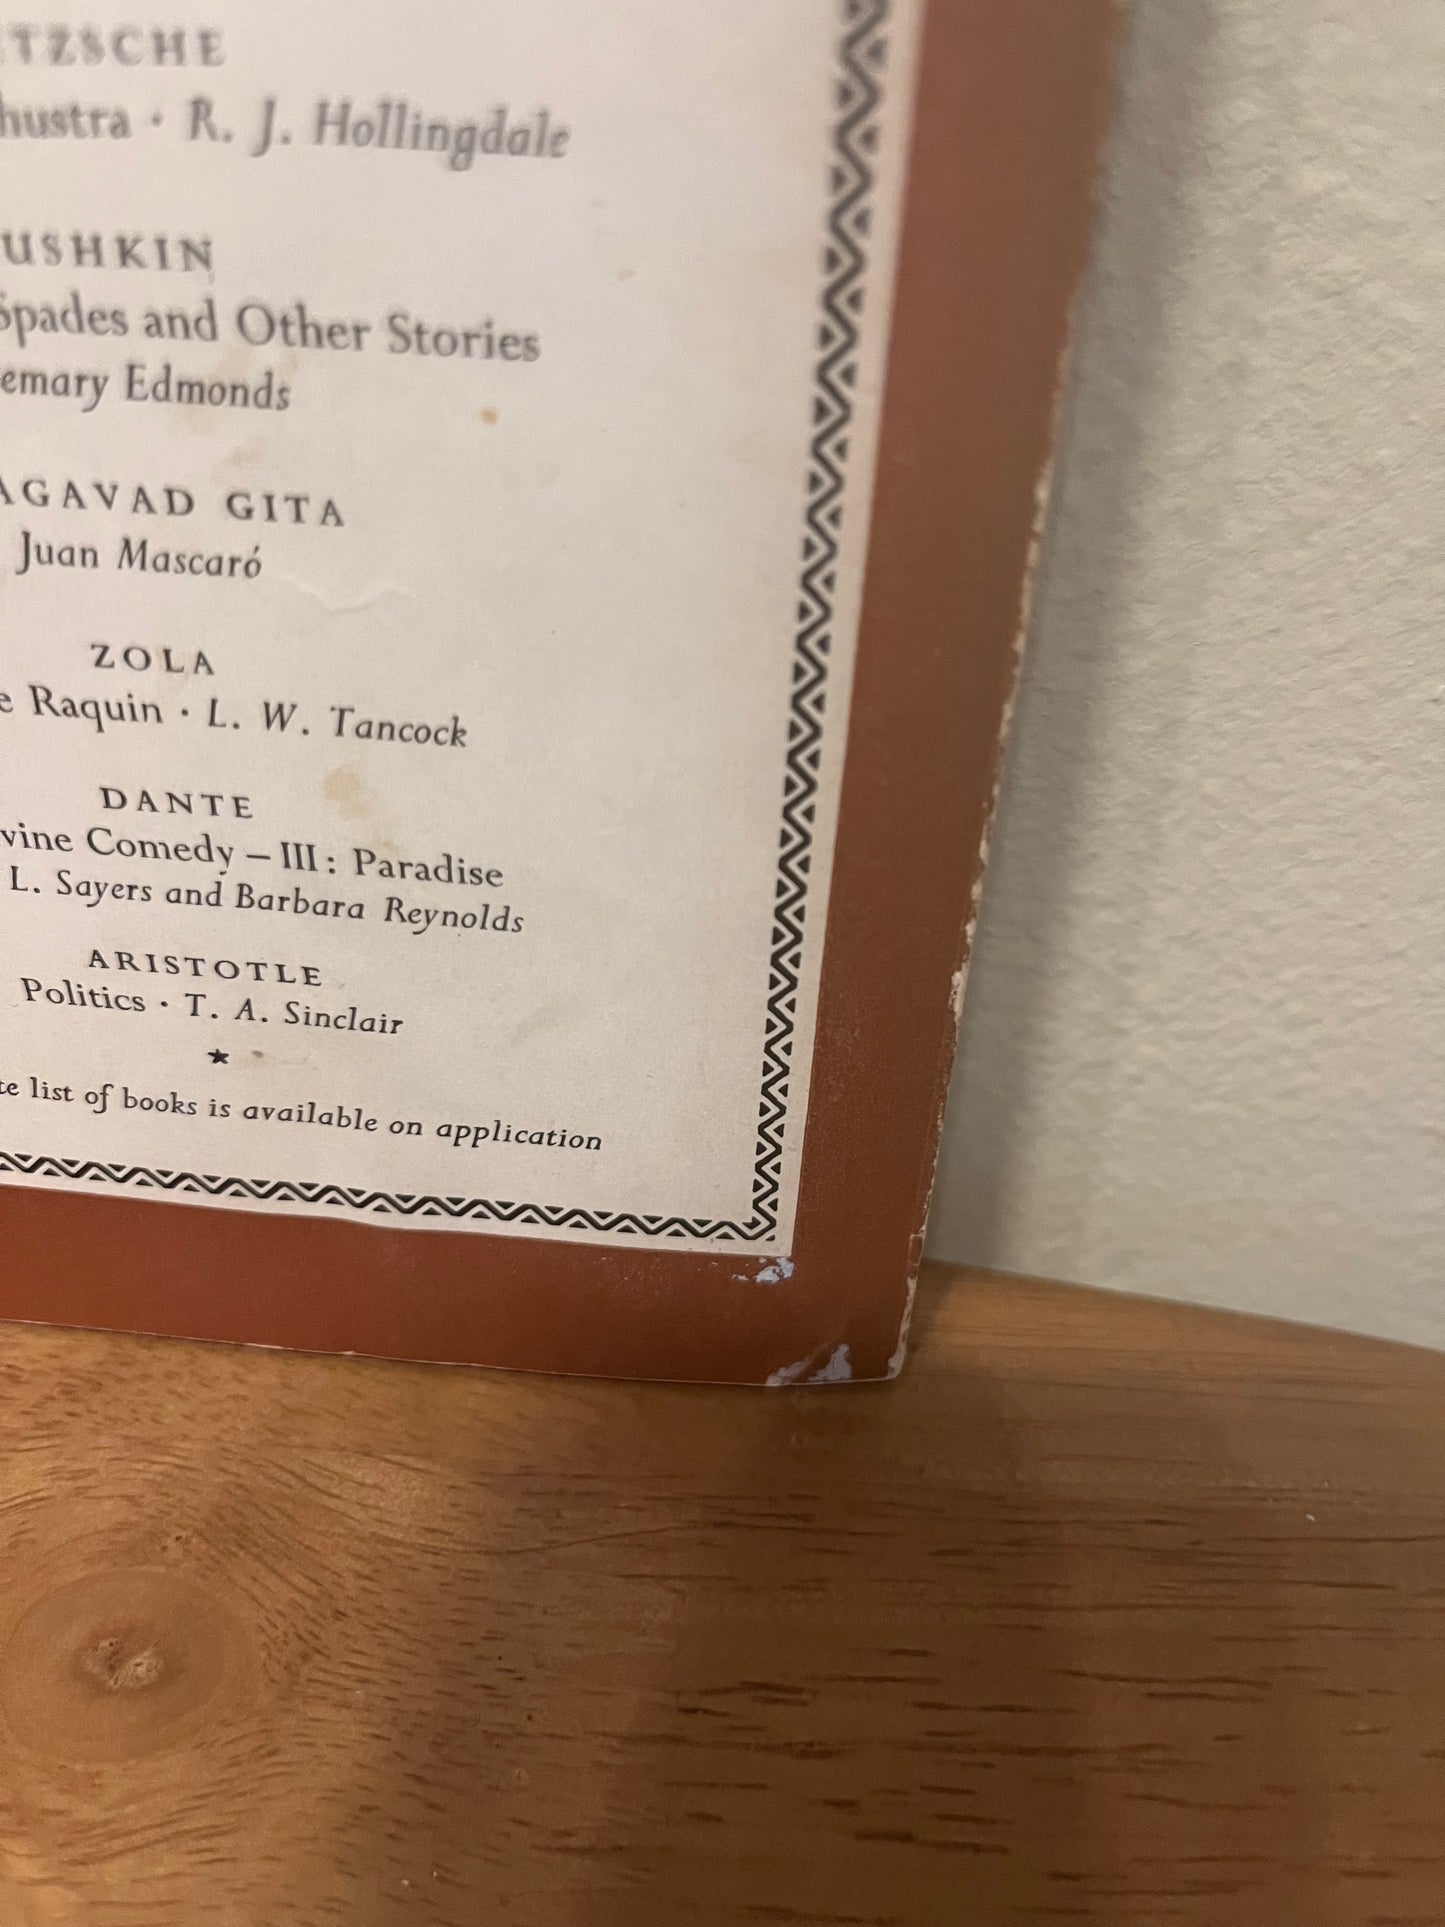 TZSCHE
hustra · R. J. Hollingdale
USHKIN
Spades and Other Stories
emary Edmonds
AGAVAD GITA
Juan Mascaró
ZOLA
e Raquin · L. W. Tancock
DANTE
vine Comedy – III: Paradise
L. Sayers and Barbara Reynolds
ARISTOTLE
Politics · T. A. Sinclair
★
te list of books is available on application